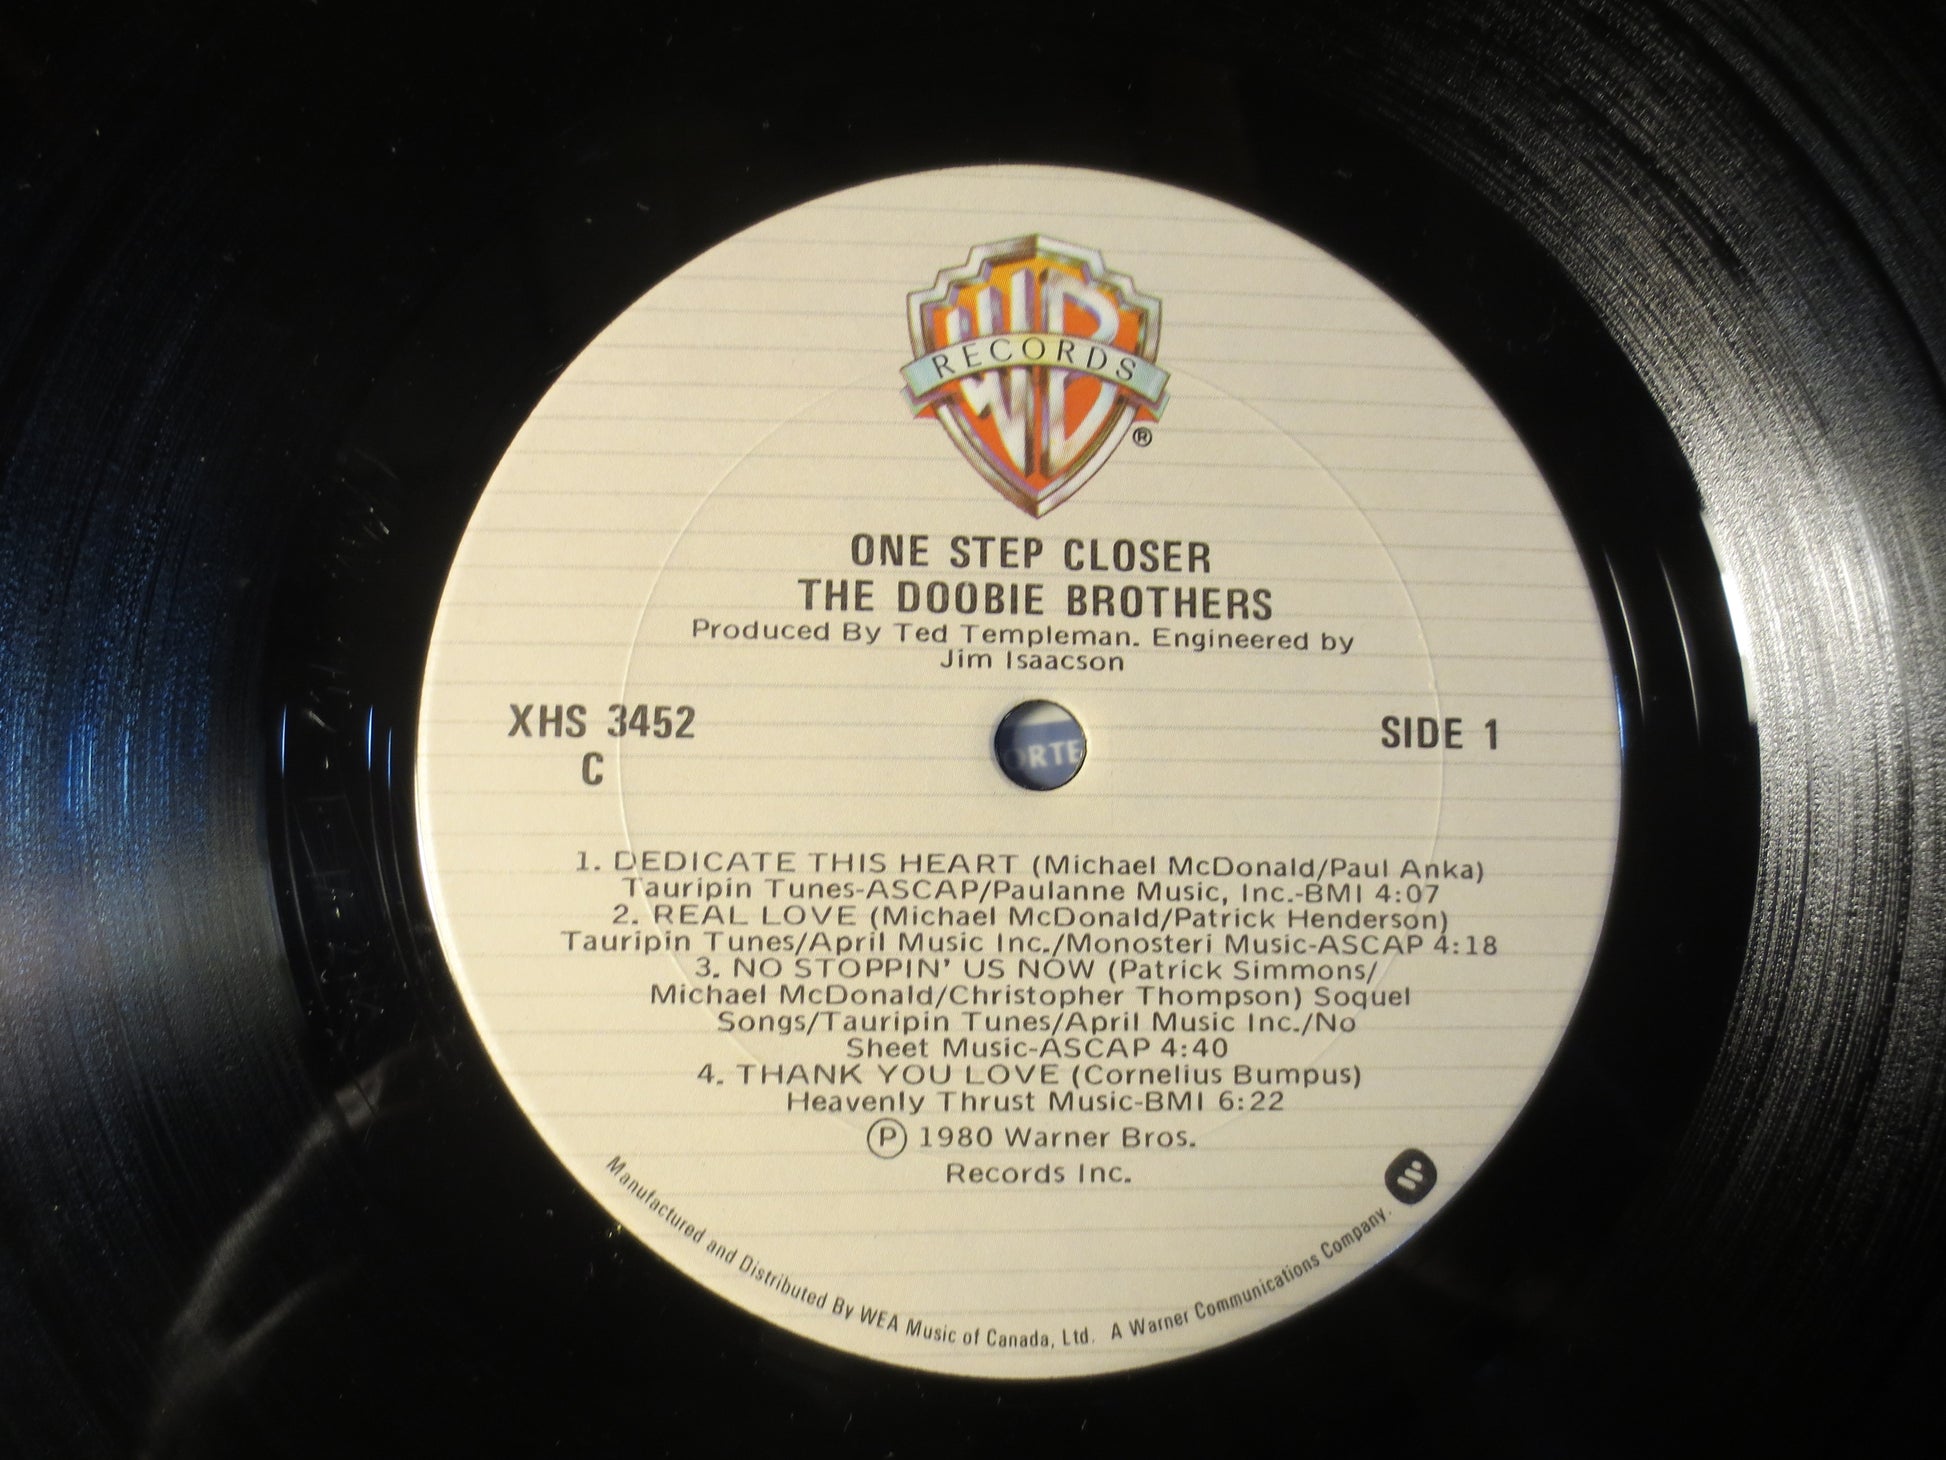 WB
RECORDS
®
ONE STEP CLOSER
THE DOOBIE BROTHERS
Produced By Ted Templeman. Engineered by
Jim Isaacson
XHS 3452
C
ORTE
SIDE 1
1. DEDICATE THIS HEART (Michael McDonald/Paul Anka)
Tauripin Tunes-ASCAP/Paulanne Music, Inc.-BMI 4:07
2. REAL LOVE (Michael McDonald/Patrick Henderson)
Tauripin Tunes/April Music Inc./Monosteri Music-ASCAP 4:18
3. NO STOPPIN' US NOW (Patrick Simmons/
Michael McDonald/Christopher Thompson) Soquel
Songs/Tauripin Tunes/April Music Inc./No
Sheet Music-ASCAP 4:40
4. THANK YOU LOVE (Cornelius Bumpus)
Heavenly Thrust Music-BMI 6:22
Ⓟ 1980 Warner Bros.
Records Inc.
Manufactured and Distributed By WEA Music of Canada, Ltd. A Warner Communications Company.